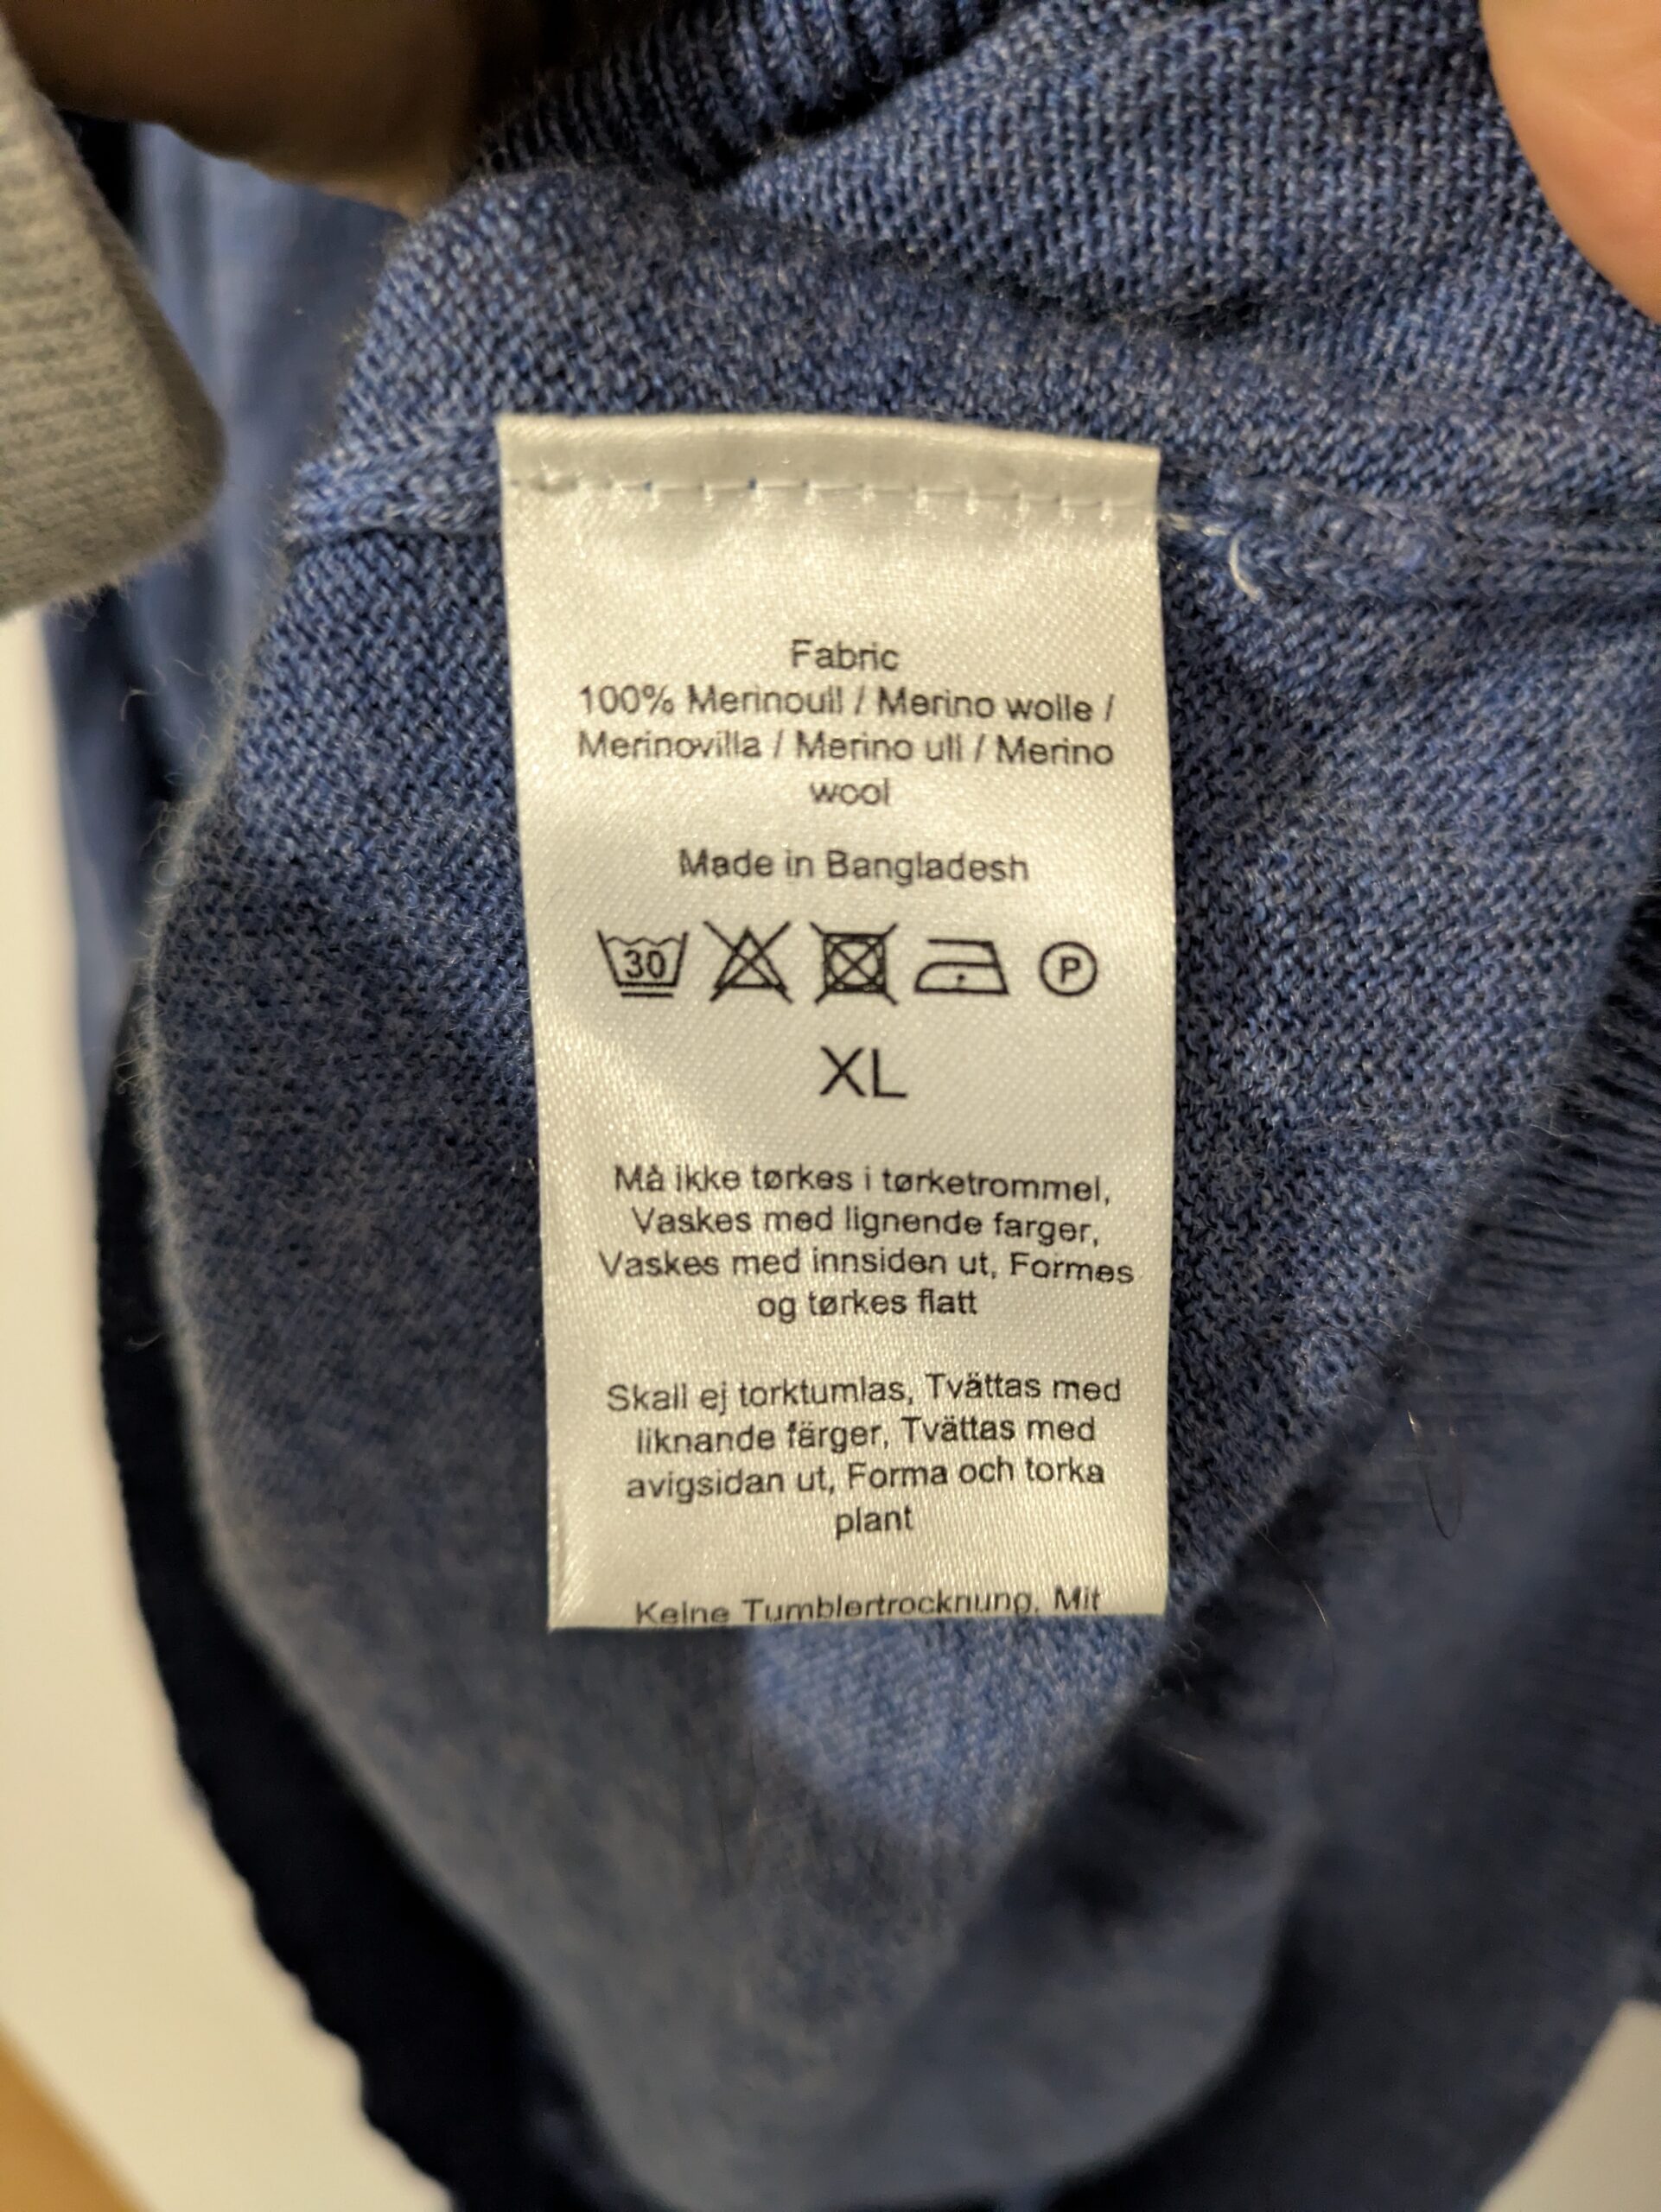 Fabric
100% Merinoull / Merino wolle /
Merinovilla / Merino ull / Merino
wool
Made in Bangladesh
30 P
XL
Må ikke tørkes i tørketrommel,
Vaskes med lignende farger,
Vaskes med innsiden ut, Formes
og tørkes flatt
Skall ej torktumlas, Tvättas med
liknande färger, Tvättas med
avigsidan ut, Forma och torka
plant
Keine Tumblertrocknung, Mit